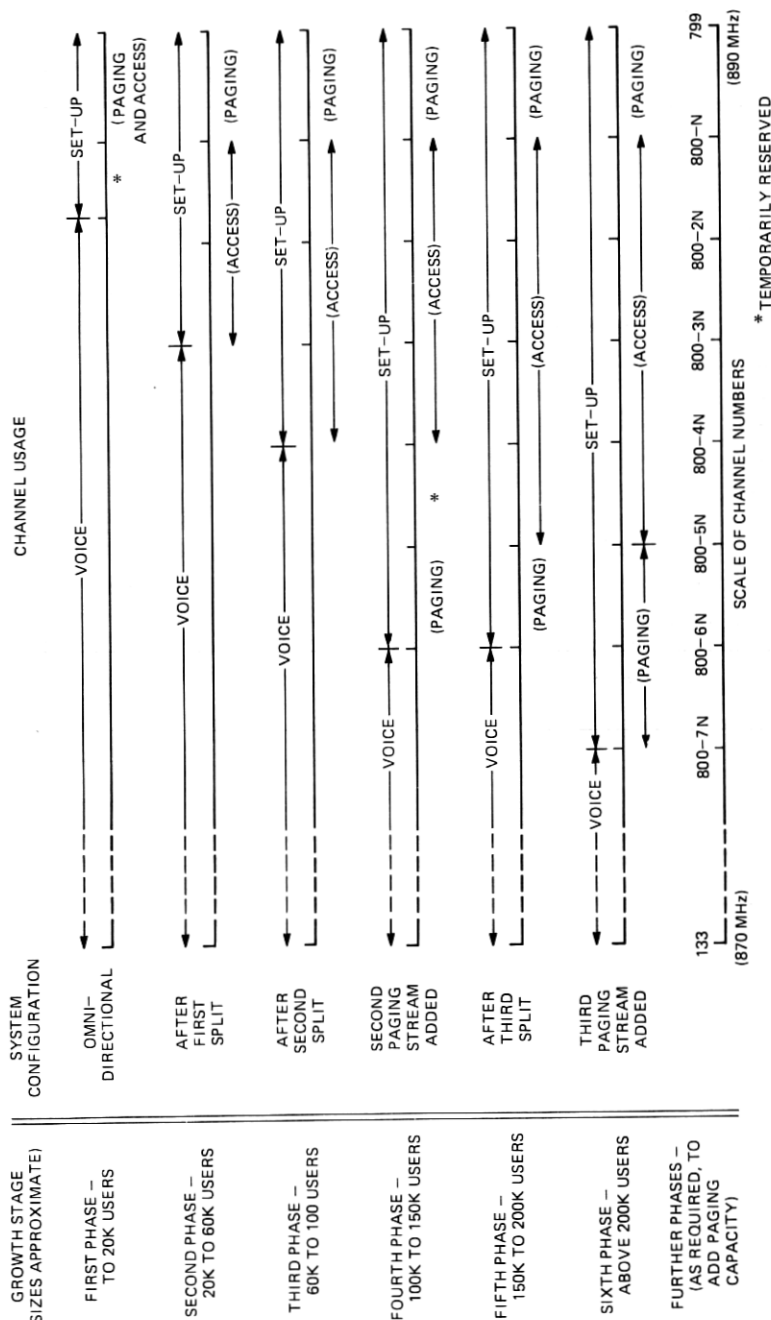 GROWTH STAGE
SIZES APPROXIMATE)
SYSTEM
CONFIGURATION
CHANNEL USAGE
FIRST PHASE –
TO 20K USERS
OMNI–
DIRECTIONAL
VOICE
SET–UP
*
(PAGING
AND ACCESS)
SECOND PHASE –
20K TO 60K USERS
AFTER
FIRST
SPLIT
VOICE
SET–UP
(ACCESS)
(PAGING)
THIRD PHASE –
60K TO 100 USERS
AFTER
SECOND
SPLIT
VOICE
SET–UP
(ACCESS)
(PAGING)
FOURTH PHASE –
100K TO 150K USERS
SECOND
PAGING
STREAM
ADDED
VOICE
SET–UP
(PAGING)
*
(ACCESS)
(PAGING)
FIFTH PHASE –
150K TO 200K USERS
AFTER
THIRD
SPLIT
VOICE
SET–UP
(PAGING)
(ACCESS)
(PAGING)
SIXTH PHASE –
ABOVE 200K USERS
THIRD
PAGING
STREAM
ADDED
VOICE
SET–UP
(PAGING)
(ACCESS)
(PAGING)
FURTHER PHASES –
(AS REQUIRED, TO
ADD PAGING
CAPACITY)
133
(870 MHz)
800–7N
800–6N
800–5N
800–4N
800–3N
800–2N
800–N
799
(890 MHz)
SCALE OF CHANNEL NUMBERS
* TEMPORARILY RESERVED